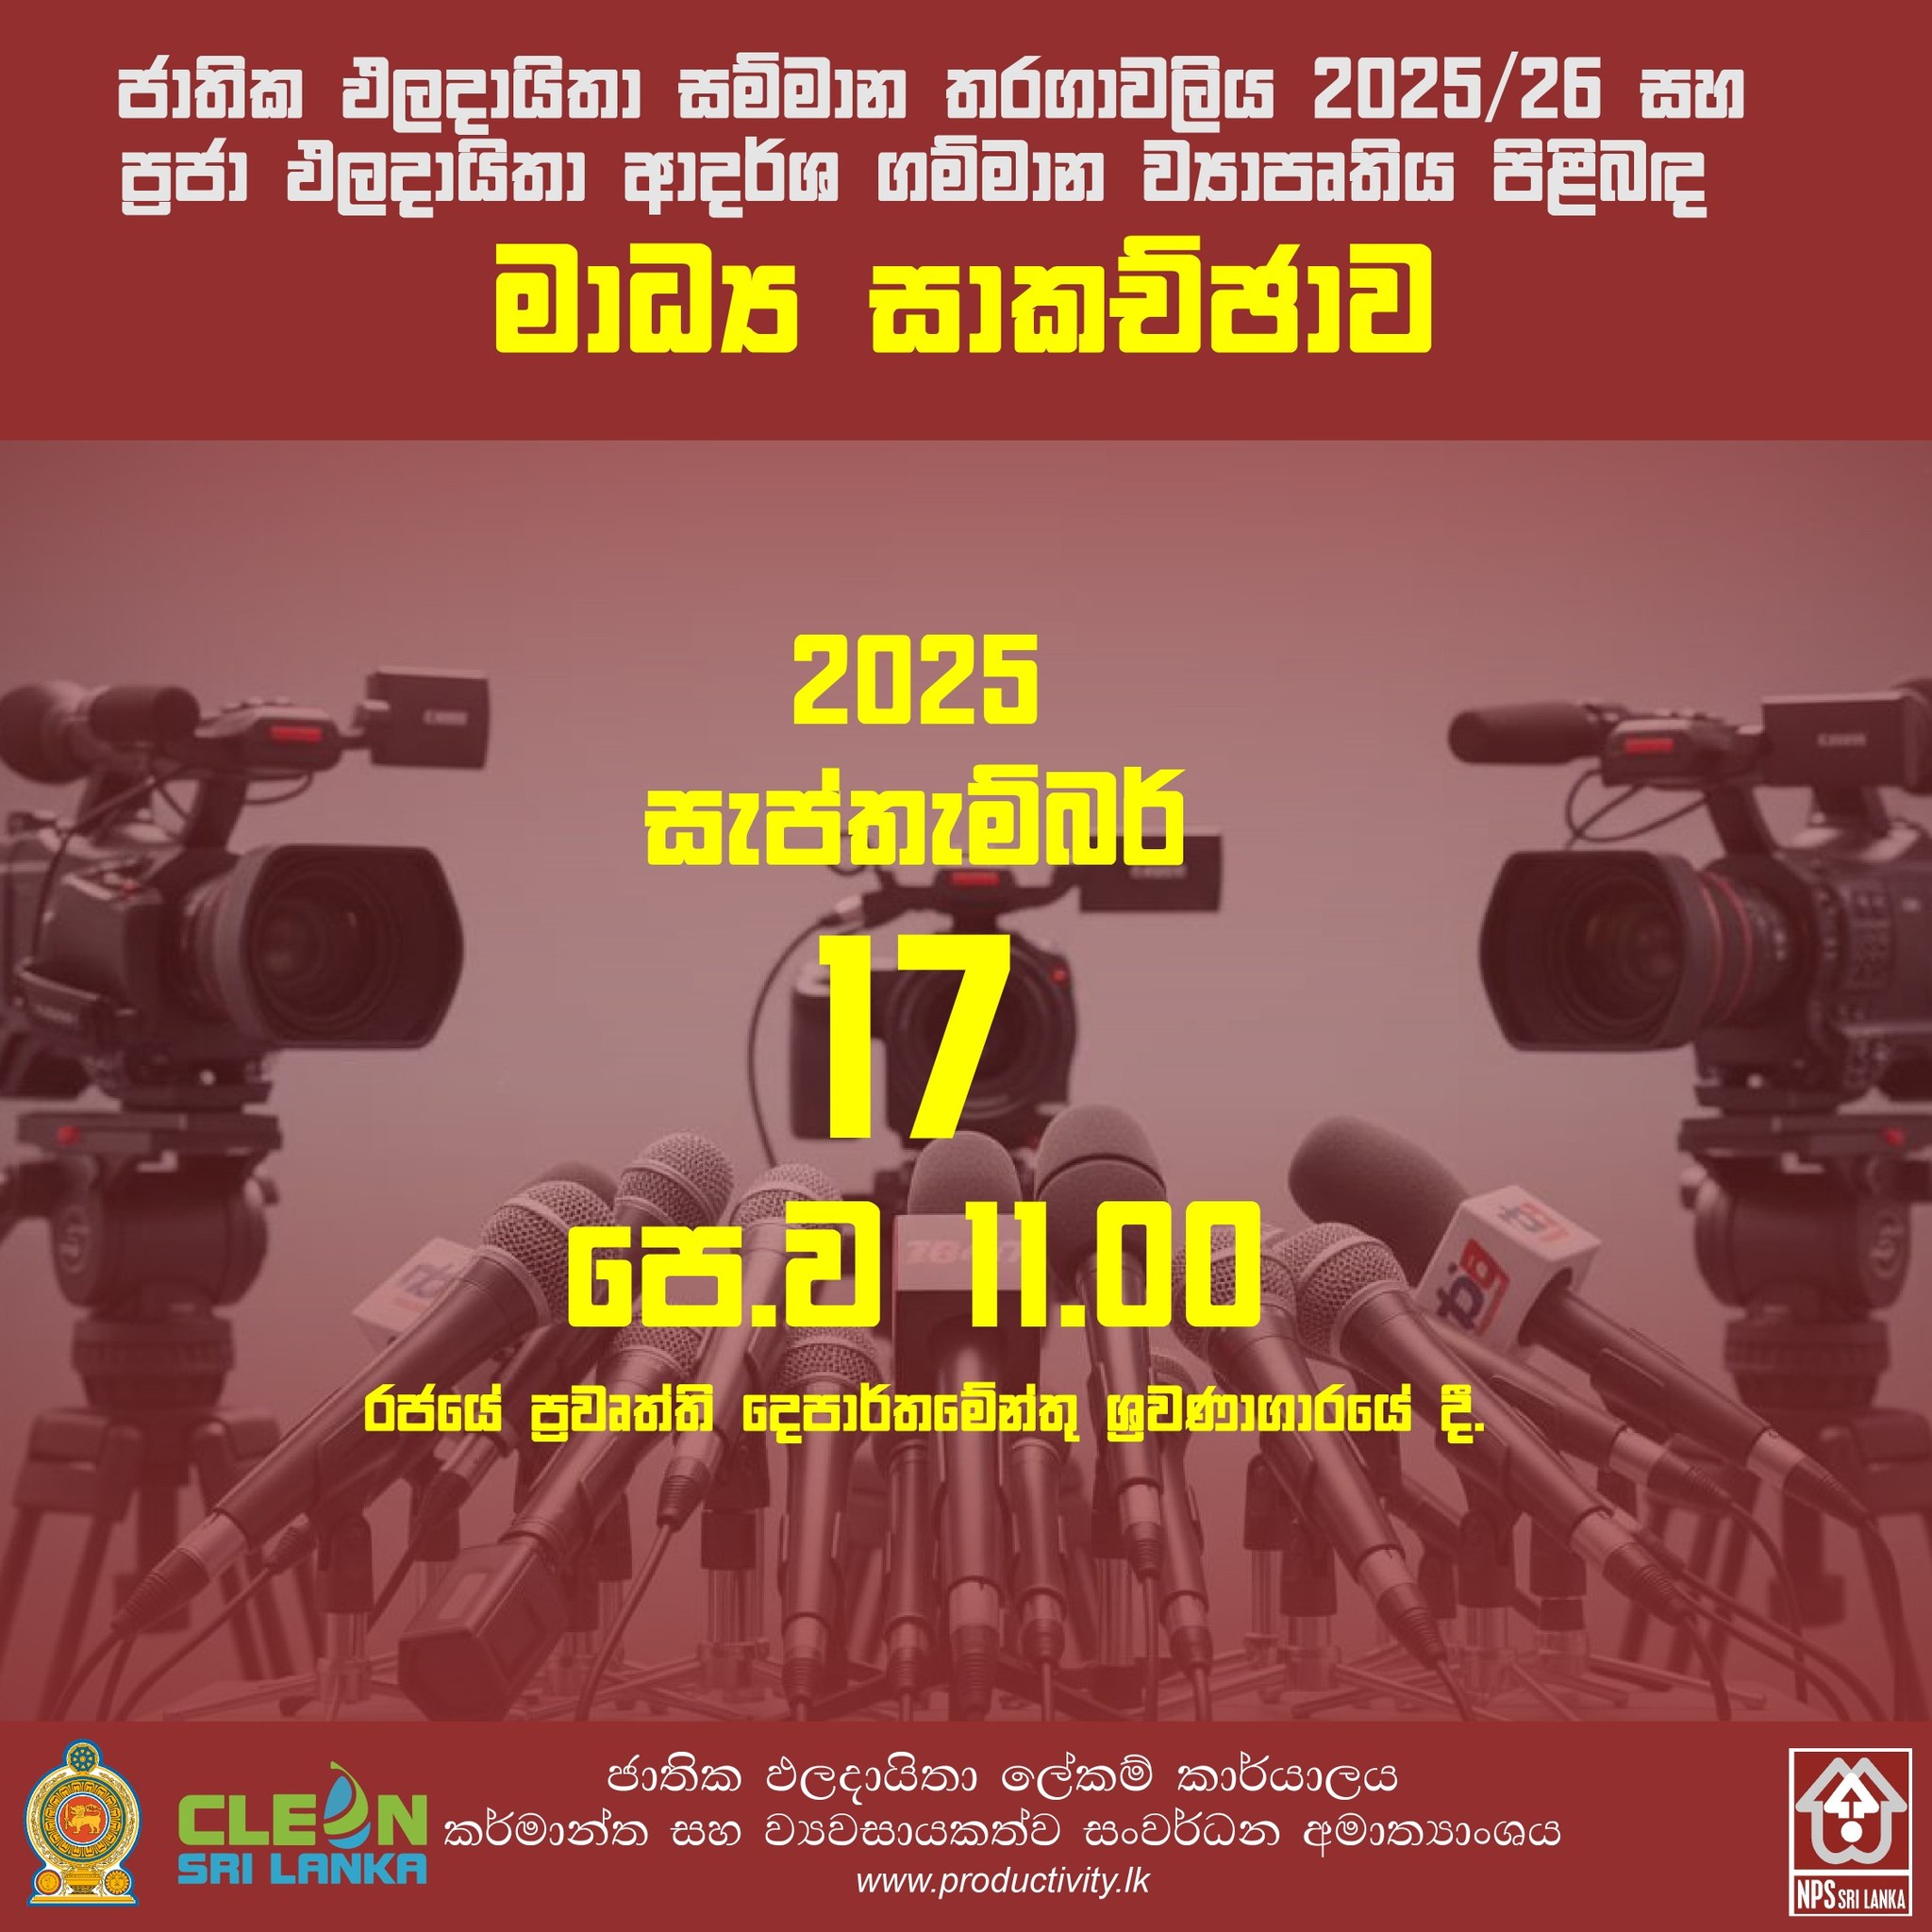 ජාතික ඵලදායිතා සම්මාන තරගාවලිය 2025/26 සහ
ප්‍රජා ඵලදායිතා ආදර්ශ ගම්මාන ව්‍යාපෘතිය පිළිබඳ
මාධ්‍ය සාකච්ඡාව
2025
සැප්තැම්බර්
17
පෙ.ව 11.00
රජයේ ප්‍රවෘත්ති දෙපාර්තමේන්තු ශ්‍රවණාගාරයේ දී.
CLEAN
SRI LANKA
ජාතික ඵලදායිතා ලේකම් කාර්යාලය
කර්මාන්ත සහ ව්‍යවසායකත්ව සංවර්ධන අමාත්‍යාංශය
www.productivity.lk
NPS SRI LANKA